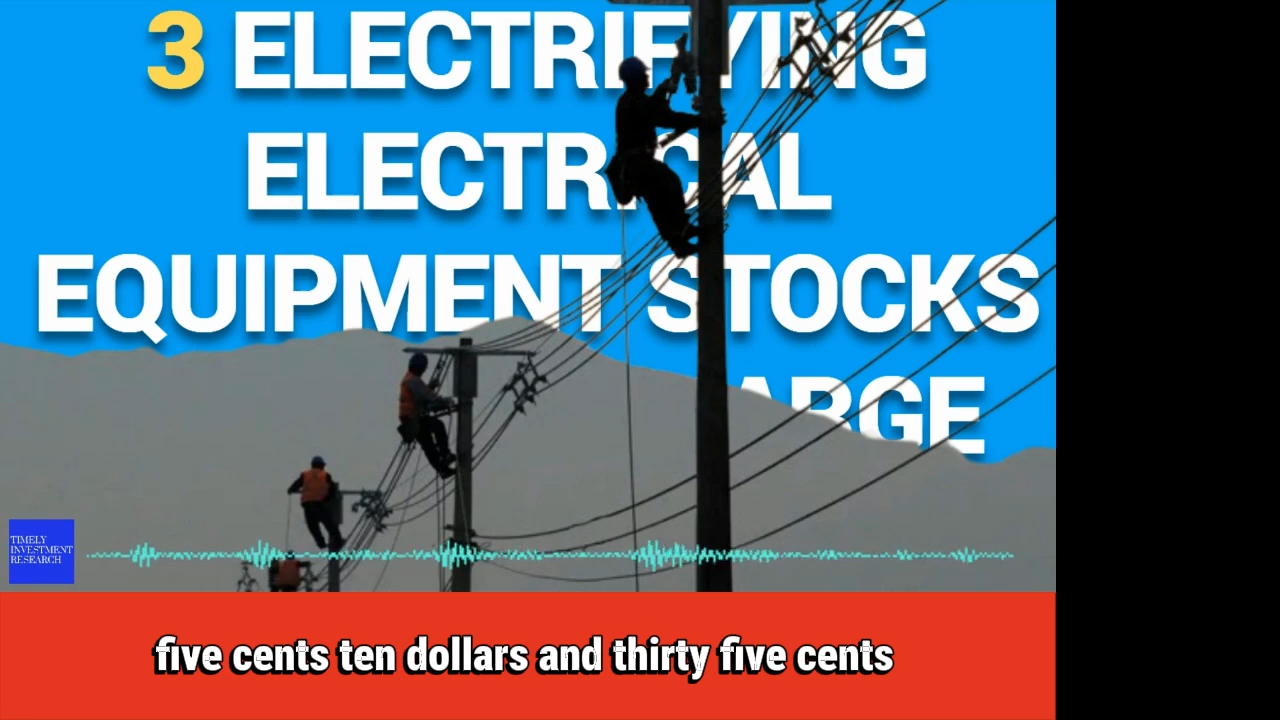 3 ELECTRIFYING
ELECTRICAL
EQUIPMENT STOCKS
TIMELY
INVESTMENT
RESEARCH
five cents ten dollars and thirty five cents